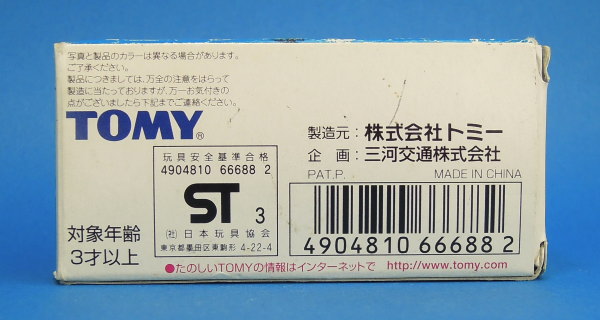 写真と製品のカラーは異なる場合があります。
ご了承ください。
製品につきましては、万全の注意をはらって
製造に当たっておりますが、万一お気付きの
点がございましたら下記までご連絡ください。
TOMY®
玩具安全基準合格
4904810 66688 2
ST 3
(社)日本玩具協会
東京都墨田区東駒形 4-22-4
対象年齢
3才以上
製造元:株式会社トミー
企 画:三河交通株式会社
PAT.P. MADE IN CHINA
4904810 666882
●たのしいTOMYの情報はインターネットで http://www.tomy.com